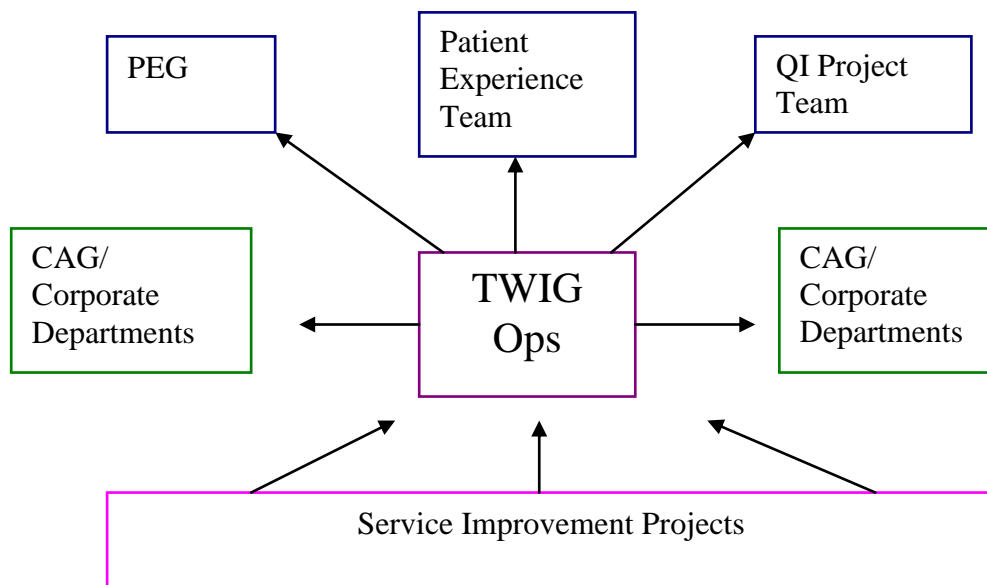 PEG
Patient
Experience
Team
QI Project
Team
CAG/
Corporate
Departments
TWIG
Ops
CAG/
Corporate
Departments
Service Improvement Projects